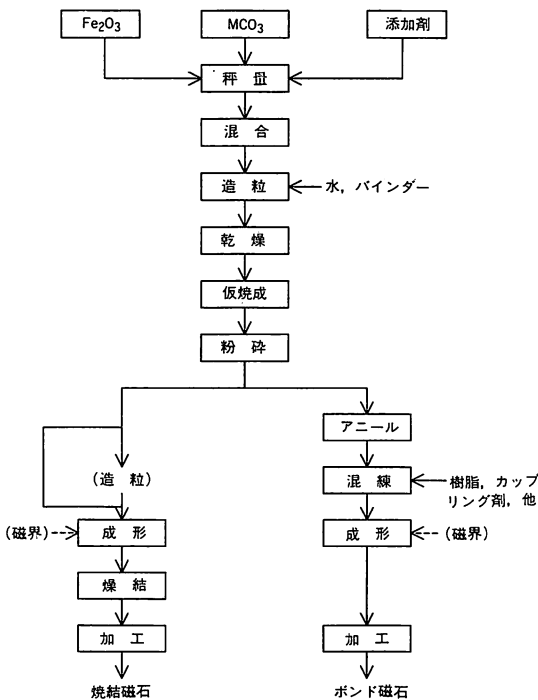 Fe₂O₃ MCO₃ 添加剤
秤量
混合
造粒 水,バインダー
乾燥
仮焼成
粉砕
アニール
(造粒) 混練 樹脂,カップ
リング剤,他
(磁界) 成形 成形 (磁界)
燥結
加工 加工
焼結磁石 ボンド磁石